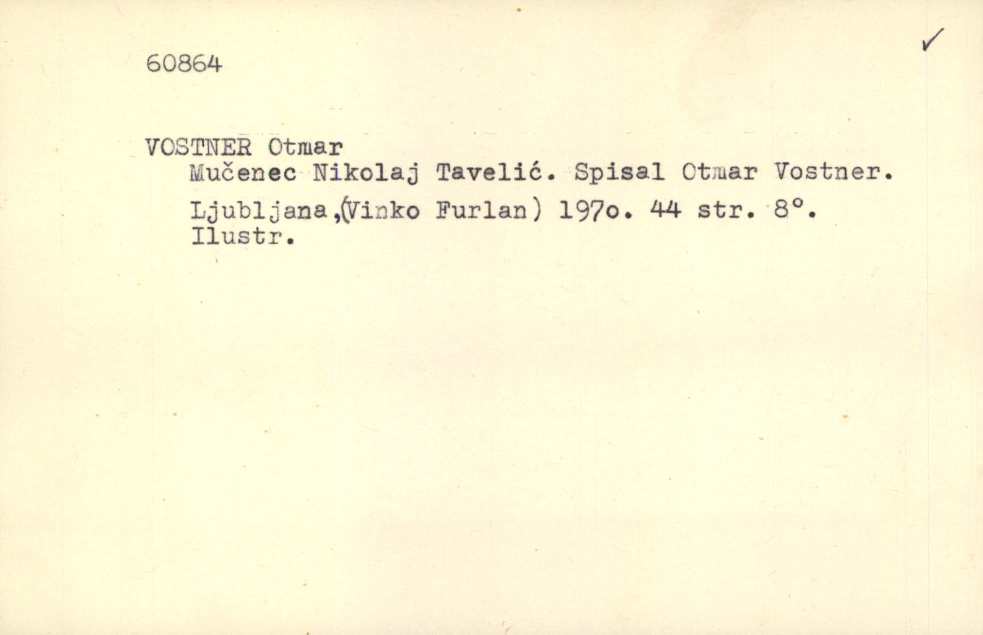 ✓
60864
VOSTNER Otmar
Mučenec Nikolaj Tavelić. Spisal Otmar Vostner.
Ljubljana,(Vinko Furlan) 197o. 44 str. 8°.
Ilustr.